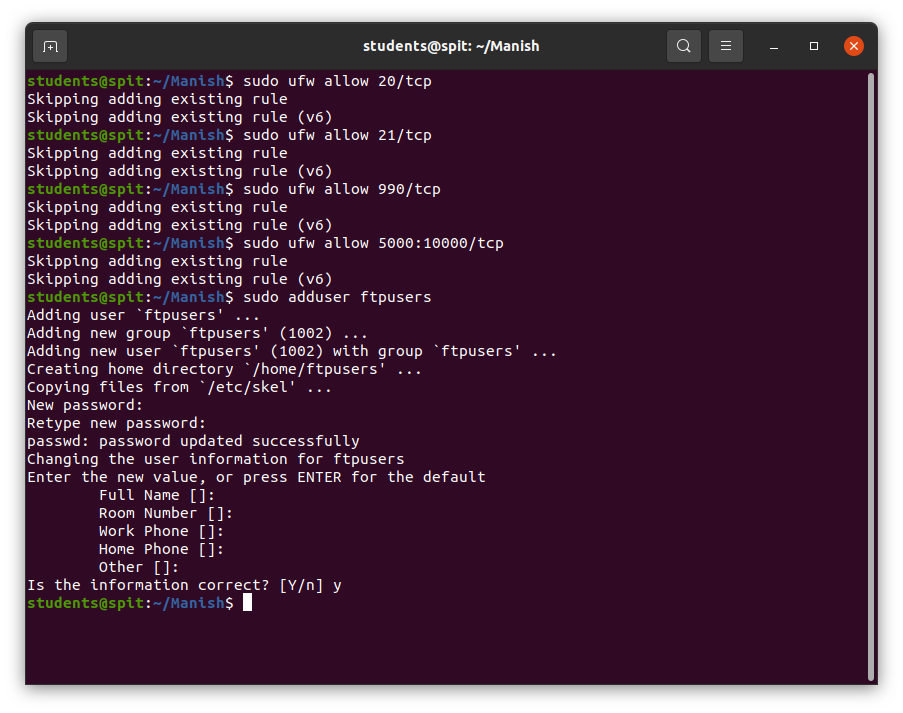 students@spit: ~/Manish
students@spit:~/Manish$ sudo ufw allow 20/tcp
Skipping adding existing rule
Skipping adding existing rule (v6)
students@spit:~/Manish$ sudo ufw allow 21/tcp
Skipping adding existing rule
Skipping adding existing rule (v6)
students@spit:~/Manish$ sudo ufw allow 990/tcp
Skipping adding existing rule
Skipping adding existing rule (v6)
students@spit:~/Manish$ sudo ufw allow 5000:10000/tcp
Skipping adding existing rule
Skipping adding existing rule (v6)
students@spit:~/Manish$ sudo adduser ftpusers
Adding user `ftpusers' ...
Adding new group `ftpusers' (1002) ...
Adding new user `ftpusers' (1002) with group `ftpusers' ...
Creating home directory `/home/ftpusers' ...
Copying files from `/etc/skel' ...
New password:
Retype new password:
passwd: password updated successfully
Changing the user information for ftpusers
Enter the new value, or press ENTER for the default
        Full Name []:
        Room Number []:
        Work Phone []:
        Home Phone []:
        Other []:
Is the information correct? [Y/n] y
students@spit:~/Manish$